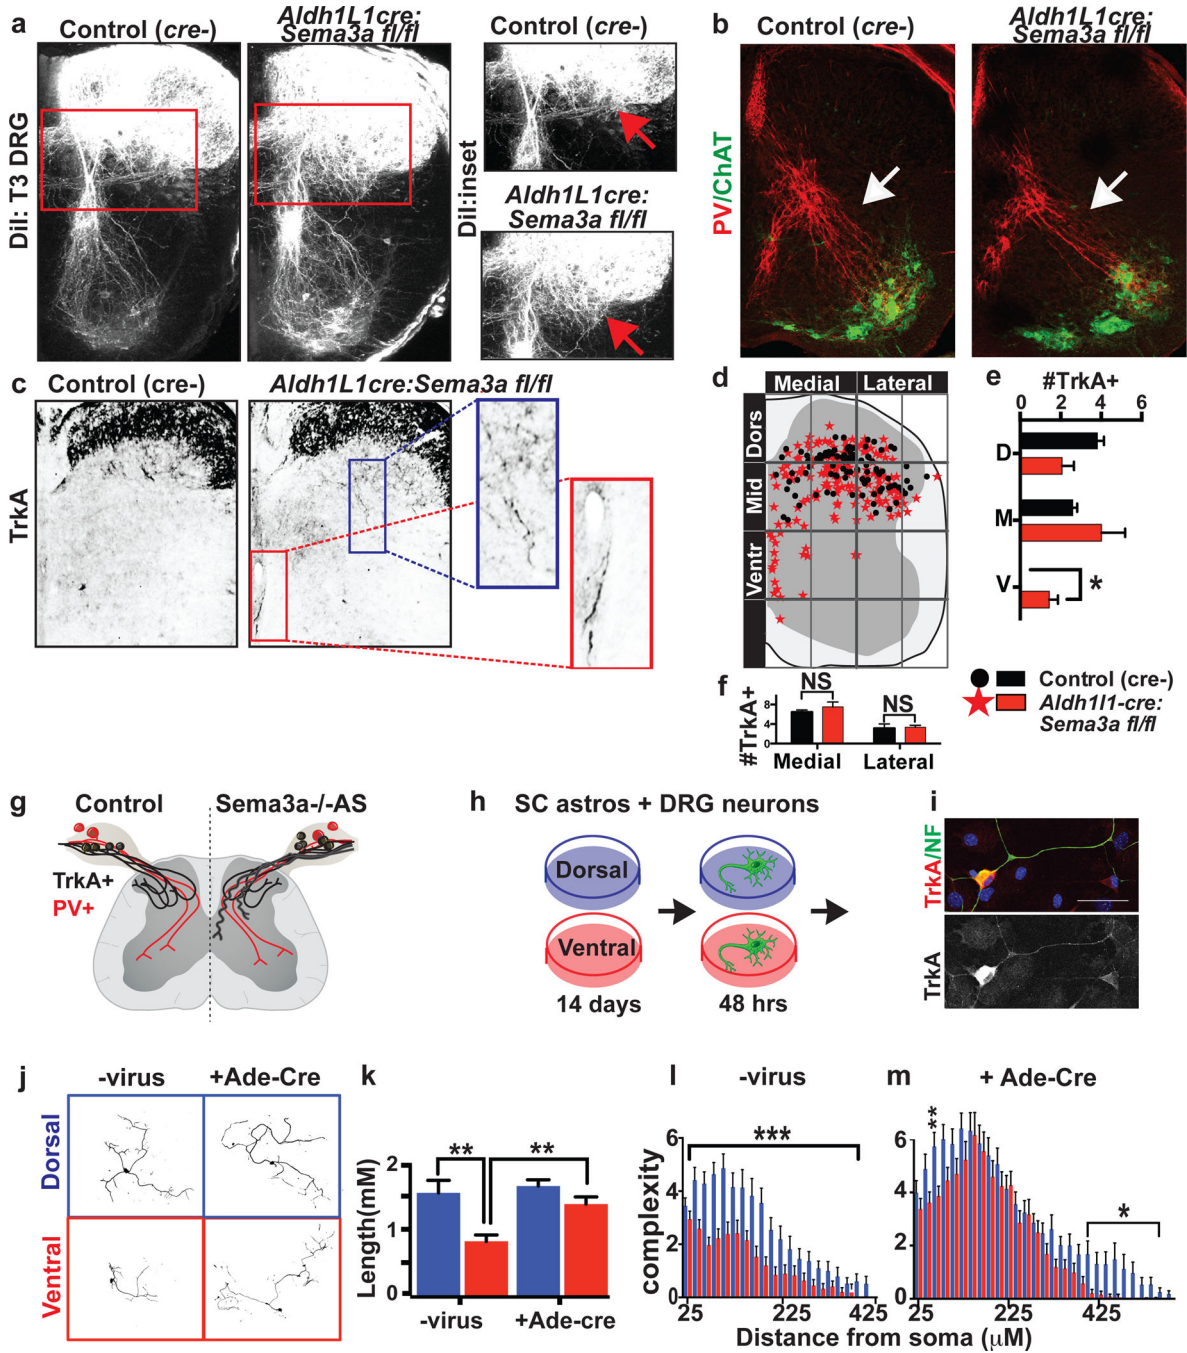 a
Control (cre-)
Aldh1L1cre:
Sema3a fl/fl
Control (cre-)
DiI: T3 DRG
DiI:inset
Aldh1L1cre:
Sema3a fl/fl
b
Control (cre-)
Aldh1L1cre:
Sema3a fl/fl
PV/ChAT
c
Control (cre-)
Aldh1L1cre:Sema3a fl/fl
TrkA
d
Medial Lateral
Dors
Mid
Ventr
e
#TrkA+
0 2 4 6
D
M
V
*
f
#TrkA+
8
4
0
NS
NS
Medial
Lateral
Control (cre-)
Aldh1l1-cre:
Sema3a fl/fl
g
Control
Sema3a-/-AS
TrkA+
PV+
h
SC astros + DRG neurons
Dorsal
Ventral
14 days
48 hrs
i
TrkA/NF
TrkA
j
-virus
+Ade-Cre
Dorsal
Ventral
k
Length(mM)
2
1
0
**
**
-virus
+Ade-cre
l
-virus
complexity
6
4
2
0
***
25
225
425
m
+ Ade-Cre
6
4
2
0
**
*
25
225
425
Distance from soma (μM)